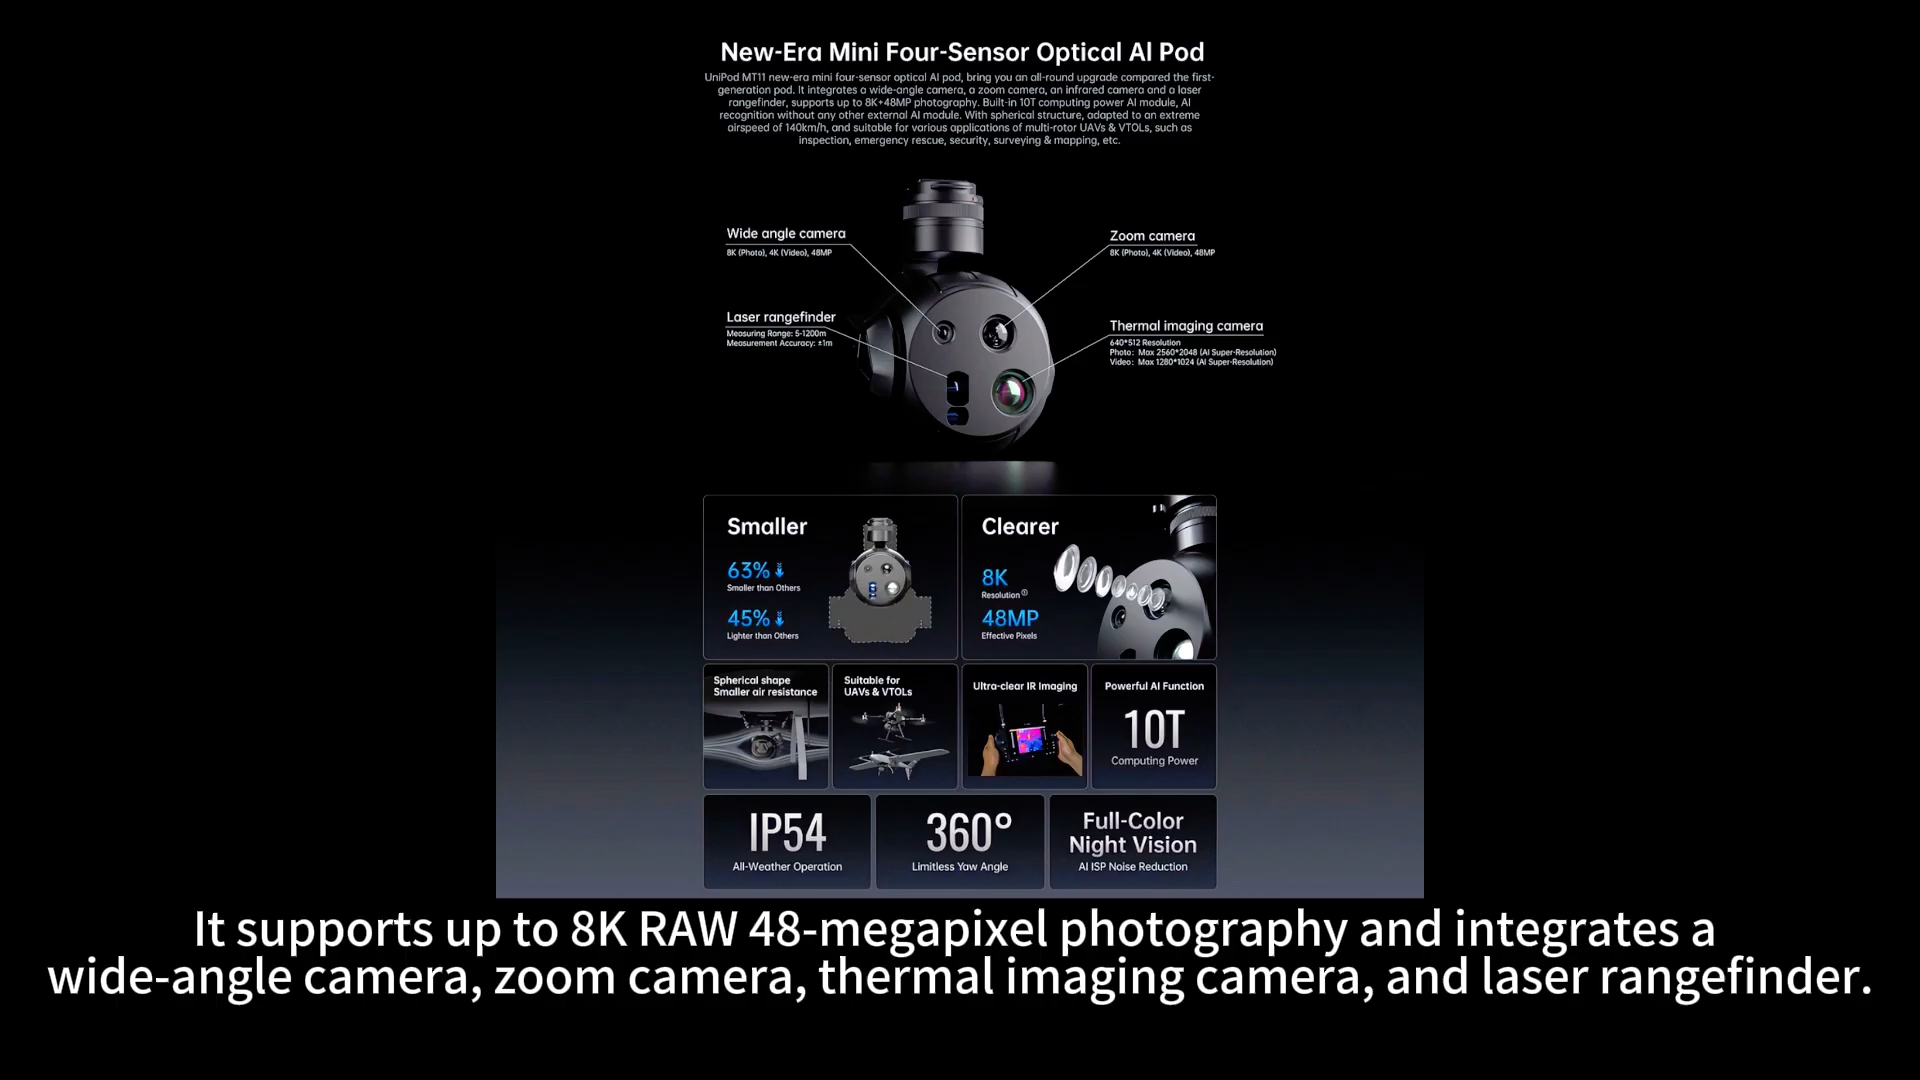 New-Era Mini Four-Sensor Optical AI Pod
UniPod MT11 new-era mini four-sensor optical AI pod, bring you an all-round upgrade compared the first-
generation pod. It integrates a wide-angle camera, a zoom camera, an infrared camera and a laser
rangefinder, supports up to 8K+48MP photography. Built-in 10T computing power AI module, AI
recognition without any other external AI module. With spherical structure, adapted to an extreme
airspeed of 140km/h, and suitable for various applications of multi-rotor UAVs & VTOLs, such as
inspection, emergency rescue, security, surveying & mapping, etc.
Wide angle camera
8K (Photo), 4K (Video), 48MP
Zoom camera
8K (Photo), 4K (Video), 48MP
Laser rangefinder
Measuring Range: 5-1200m
Measurement Accuracy: ±1m
Thermal imaging camera
640*512 Resolution
Photo: Max 2560*2048 (AI Super-Resolution)
Video: Max 1280*1024 (AI Super-Resolution)
Smaller
63%
Smaller than Others
45%
Lighter than Others
Clearer
8K
Resolution①
48MP
Effective Pixels
Spherical shape
Smaller air resistance
Suitable for
UAVs & VTOLs
Ultra-clear IR Imaging
Powerful AI Function
10T
Computing Power
IP54
All-Weather Operation
360°
Limitless Yaw Angle
Full-Color
Night Vision
AI ISP Noise Reduction
It supports up to 8K RAW 48-megapixel photography and integrates a
wide-angle camera, zoom camera, thermal imaging camera, and laser rangefinder.